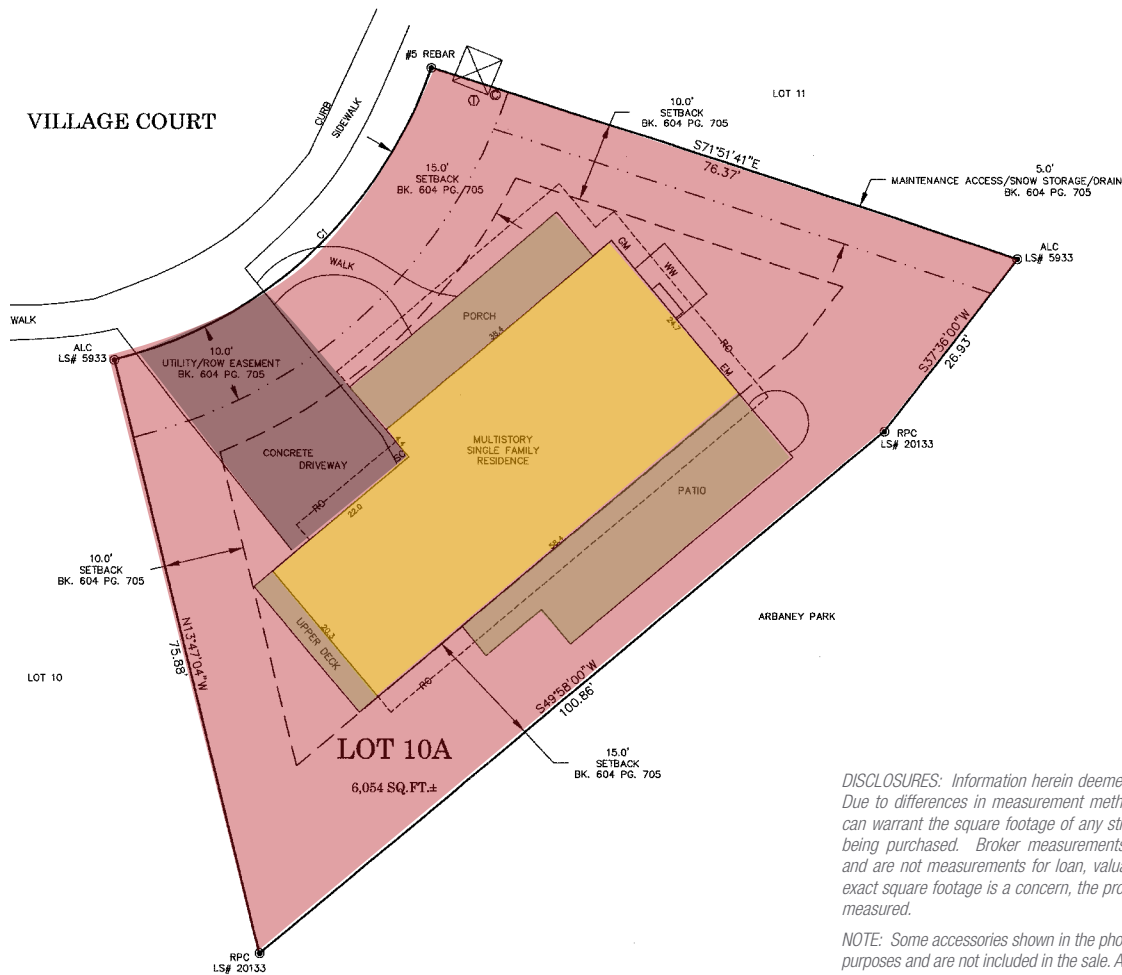 #5 REBAR
LOT 11
VILLAGE COURT
CURB
SIDEWALK
10.0'
SETBACK
BK. 604 PG. 705
S71°51'41"E
76.37'
15.0'
SETBACK
BK. 604 PG. 705
5.0'
MAINTENANCE ACCESS/SNOW STORAGE/DRAIN
BK. 604 PG. 705
T
C
C1
WALK
GM
WW
ALC
LS# 5933
WALK
PORCH
38.4
24.7
RO
EM
S37°36'00"W
26.93'
ALC
LS# 5933
10.0'
UTILITY/ROW EASEMENT
BK. 604 PG. 705
4.4
SC
MULTISTORY
SINGLE FAMILY
RESIDENCE
RPC
LS# 20133
CONCRETE
DRIVEWAY
RO
22.0
PATIO
58.4
10.0'
SETBACK
BK. 604 PG. 705
ARBANEY PARK
20.3
UPPER DECK
N13°47'04"W
75.88'
LOT 10
RO
S49°58'00"W
100.86'
LOT 10A
6,054 SQ.FT.±
15.0'
SETBACK
BK. 604 PG. 705
DISCLOSURES: Information herein deeme
Due to differences in measurement meth
can warrant the square footage of any st
being purchased. Broker measurements
and are not measurements for loan, valua
exact square footage is a concern, the pro
measured.
NOTE: Some accessories shown in the pho
purposes and are not included in the sale. A
RPC
LS# 20133